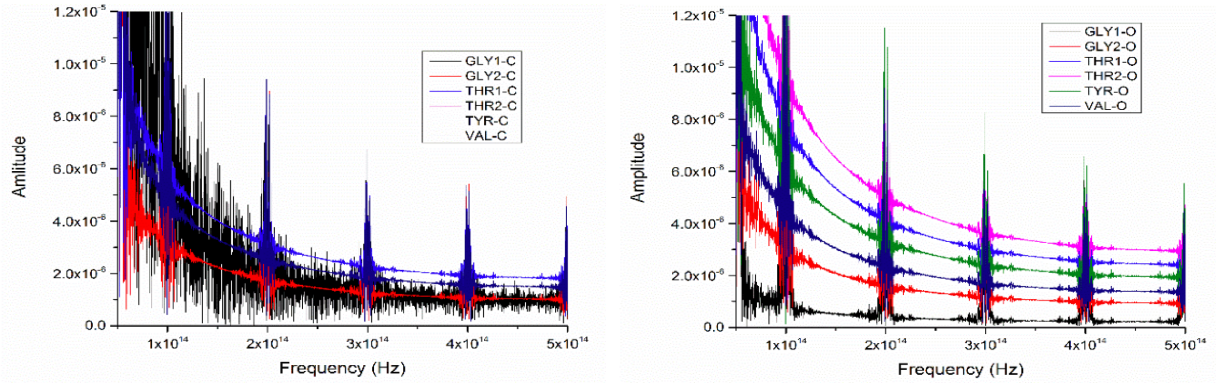 1.2x10⁻⁵
1.0x10⁻⁵
8.0x10⁻⁶
6.0x10⁻⁶
4.0x10⁻⁶
2.0x10⁻⁶
0.0
Amlitude
GLY1-C
GLY2-C
THR1-C
THR2-C
TYR-C
VAL-C
1x10¹⁴ 2x10¹⁴ 3x10¹⁴ 4x10¹⁴ 5x10¹⁴
Frequency (Hz)
1.2x10⁻⁵
1.0x10⁻⁵
8.0x10⁻⁶
6.0x10⁻⁶
4.0x10⁻⁶
2.0x10⁻⁶
0.0
Amplitude
GLY1-O
GLY2-O
THR1-O
THR2-O
TYR-O
VAL-O
1x10¹⁴ 2x10¹⁴ 3x10¹⁴ 4x10¹⁴ 5x10¹⁴
Frequency (Hz)